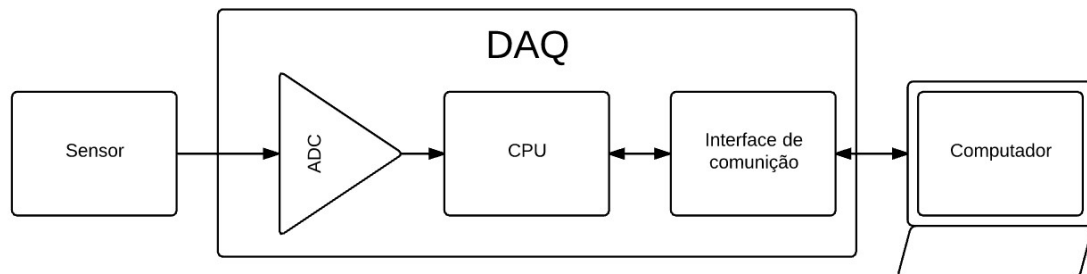 DAQ
Sensor
ADC
CPU
Interface de
comunição
Computador